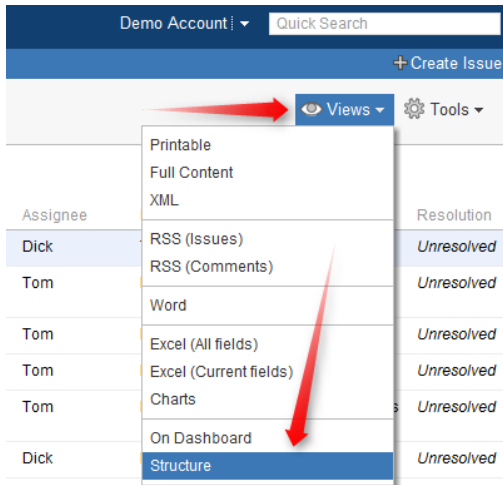 Demo Account
Quick Search
Create Issue
Views
Tools
Printable
Full Content
XML
Assignee
Resolution
RSS (Issues)
Dick
Unresolved
RSS (Comments)
Tom
Unresolved
Word
Tom
Unresolved
Excel (All fields)
Tom
Unresolved
Excel (Current fields)
Charts
Tom
s Unresolved
On Dashboard
Dick
Unresolved
Structure